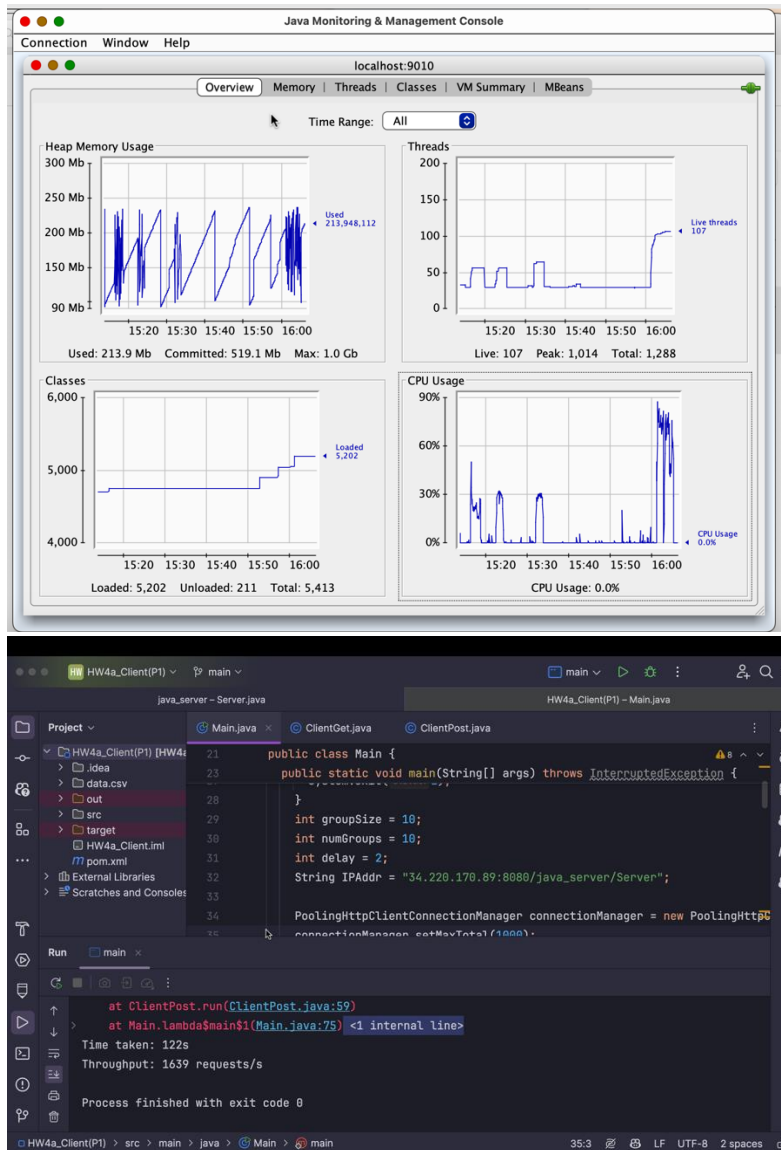 Java Monitoring & Management Console
Connection Window Help
localhost:9010
Overview Memory Threads Classes VM Summary MBeans
Time Range: All
Heap Memory Usage
300 Mb
250 Mb
200 Mb
150 Mb
90 Mb
Used
213,948,112
15:20 15:30 15:40 15:50 16:00
Used: 213.9 Mb Committed: 519.1 Mb Max: 1.0 Gb
Threads
200
150
100
50
0
Live threads
107
15:20 15:30 15:40 15:50 16:00
Live: 107 Peak: 1,014 Total: 1,288
Classes
6,000
5,000
4,000
Loaded
5,202
15:20 15:30 15:40 15:50 16:00
Loaded: 5,202 Unloaded: 211 Total: 5,413
CPU Usage
90%
60%
30%
0%
CPU Usage
0.0%
15:20 15:30 15:40 15:50 16:00
CPU Usage: 0.0%
HW HW4a_Client(P1) main main
java_server – Server.java HW4a_Client(P1) – Main.java
Project
HW4a_Client(P1) [HW4a
.idea
data.csv
out
src
target
HW4a_Client.iml
pom.xml
External Libraries
Scratches and Consoles
Main.java ClientGet.java ClientPost.java
21 public class Main { 8
23 public static void main(String[] args) throws InterruptedException {
28 }
29 int groupSize = 10;
30 int numGroups = 10;
31 int delay = 2;
32 String IPAddr = "34.220.170.89:8080/java_server/Server";
33
34 PoolingHttpClientConnectionManager connectionManager = new PoolingHttpC
35 connectionManager.setMaxTotal(1000);
Run main
at ClientPost.run(ClientPost.java:59)
at Main.lambda$main$1(Main.java:75) <1 internal line>
Time taken: 122s
Throughput: 1639 requests/s
Process finished with exit code 0
HW4a_Client(P1) > src > main > java > Main > main 35:3 LF UTF-8 2 spaces